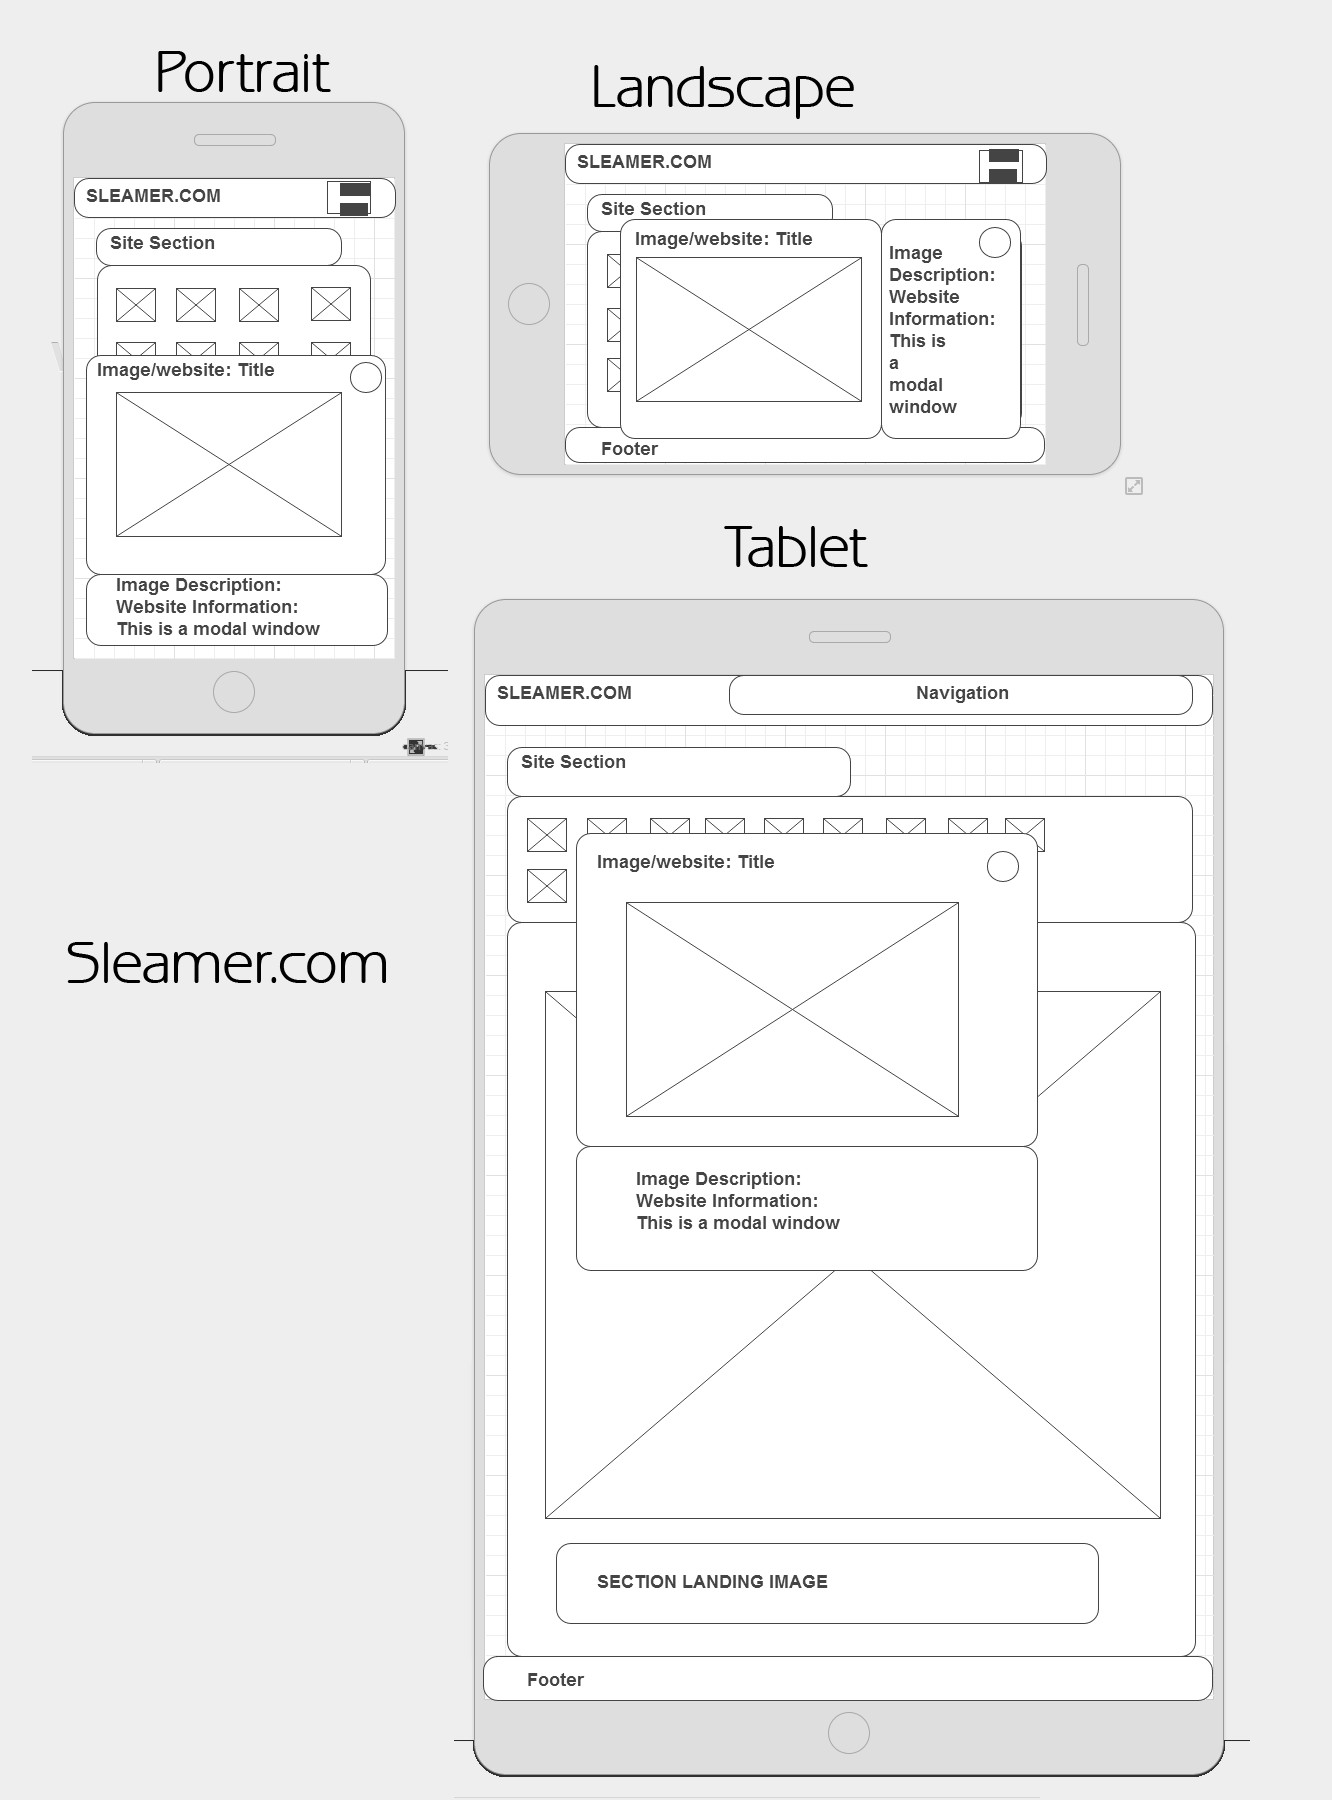 Portrait
SLEAMER.COM
Site Section
Image/website: Title
Image Description:
Website Information:
This is a modal window
Landscape
SLEAMER.COM
Site Section
Image/website: Title
Image
Description:
Website
Information:
This is
a
modal
window
Footer
Tablet
SLEAMER.COM
Navigation
Site Section
Image/website: Title
Image Description:
Website Information:
This is a modal window
SECTION LANDING IMAGE
Footer
Sleamer.com